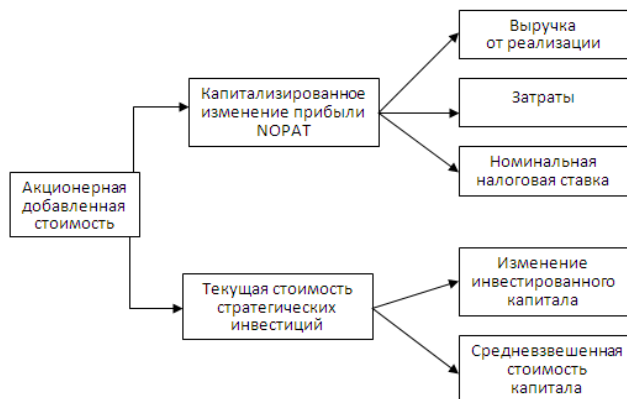 Выручка
от реализации
Капитализированное
изменение прибыли
NOPAT
Затраты
Номинальная
налоговая ставка
Акционерная
добавленная
стоимость
Текущая стоимость
стратегических
инвестиций
Изменение
инвестированного
капитала
Средневзвешенная
стоимость
капитала